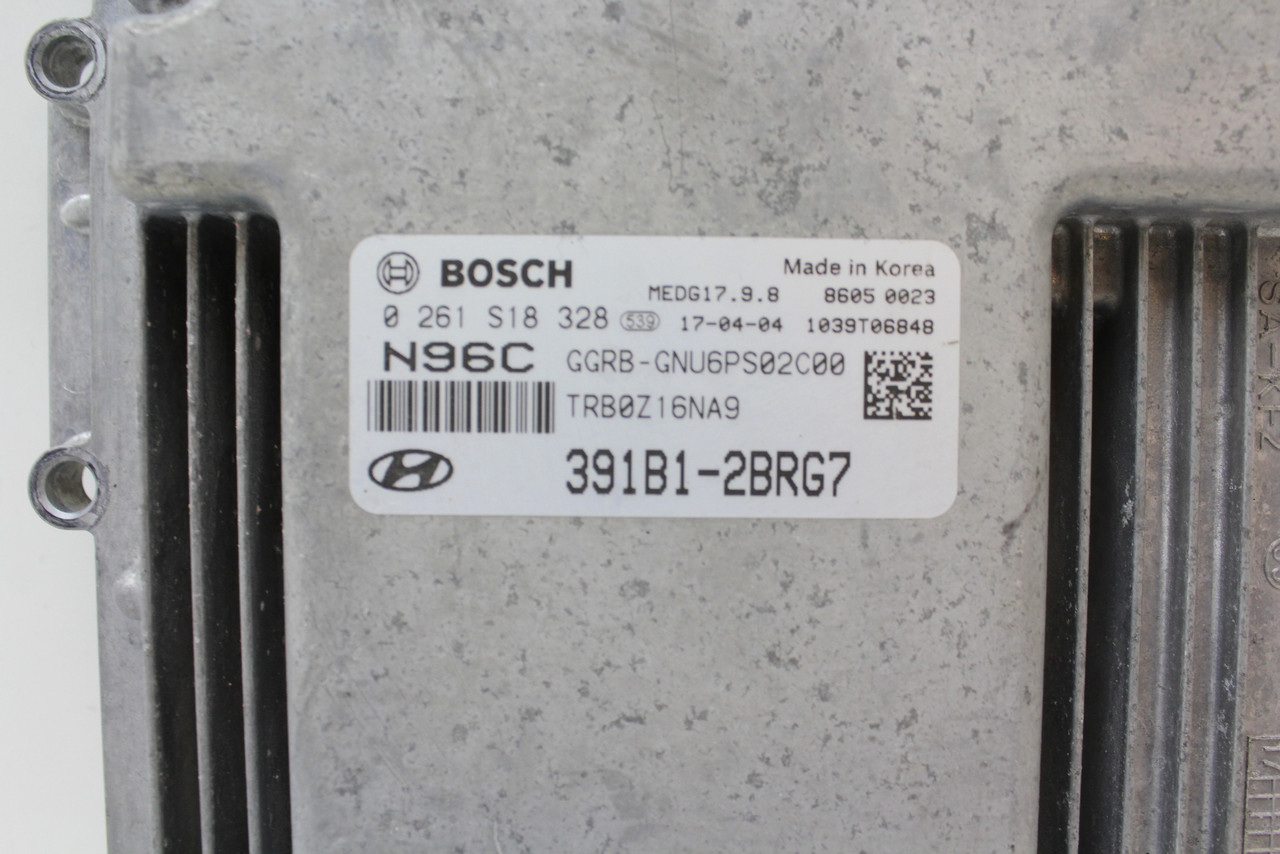 BOSCH
Made in Korea
MEDG17.9.8 8605 0023
0 261 S18 328 539 17-04-04 1039T06848
N96C GGRB-GNU6PS02C00
TRB0Z16NA9
391B1-2BRG7